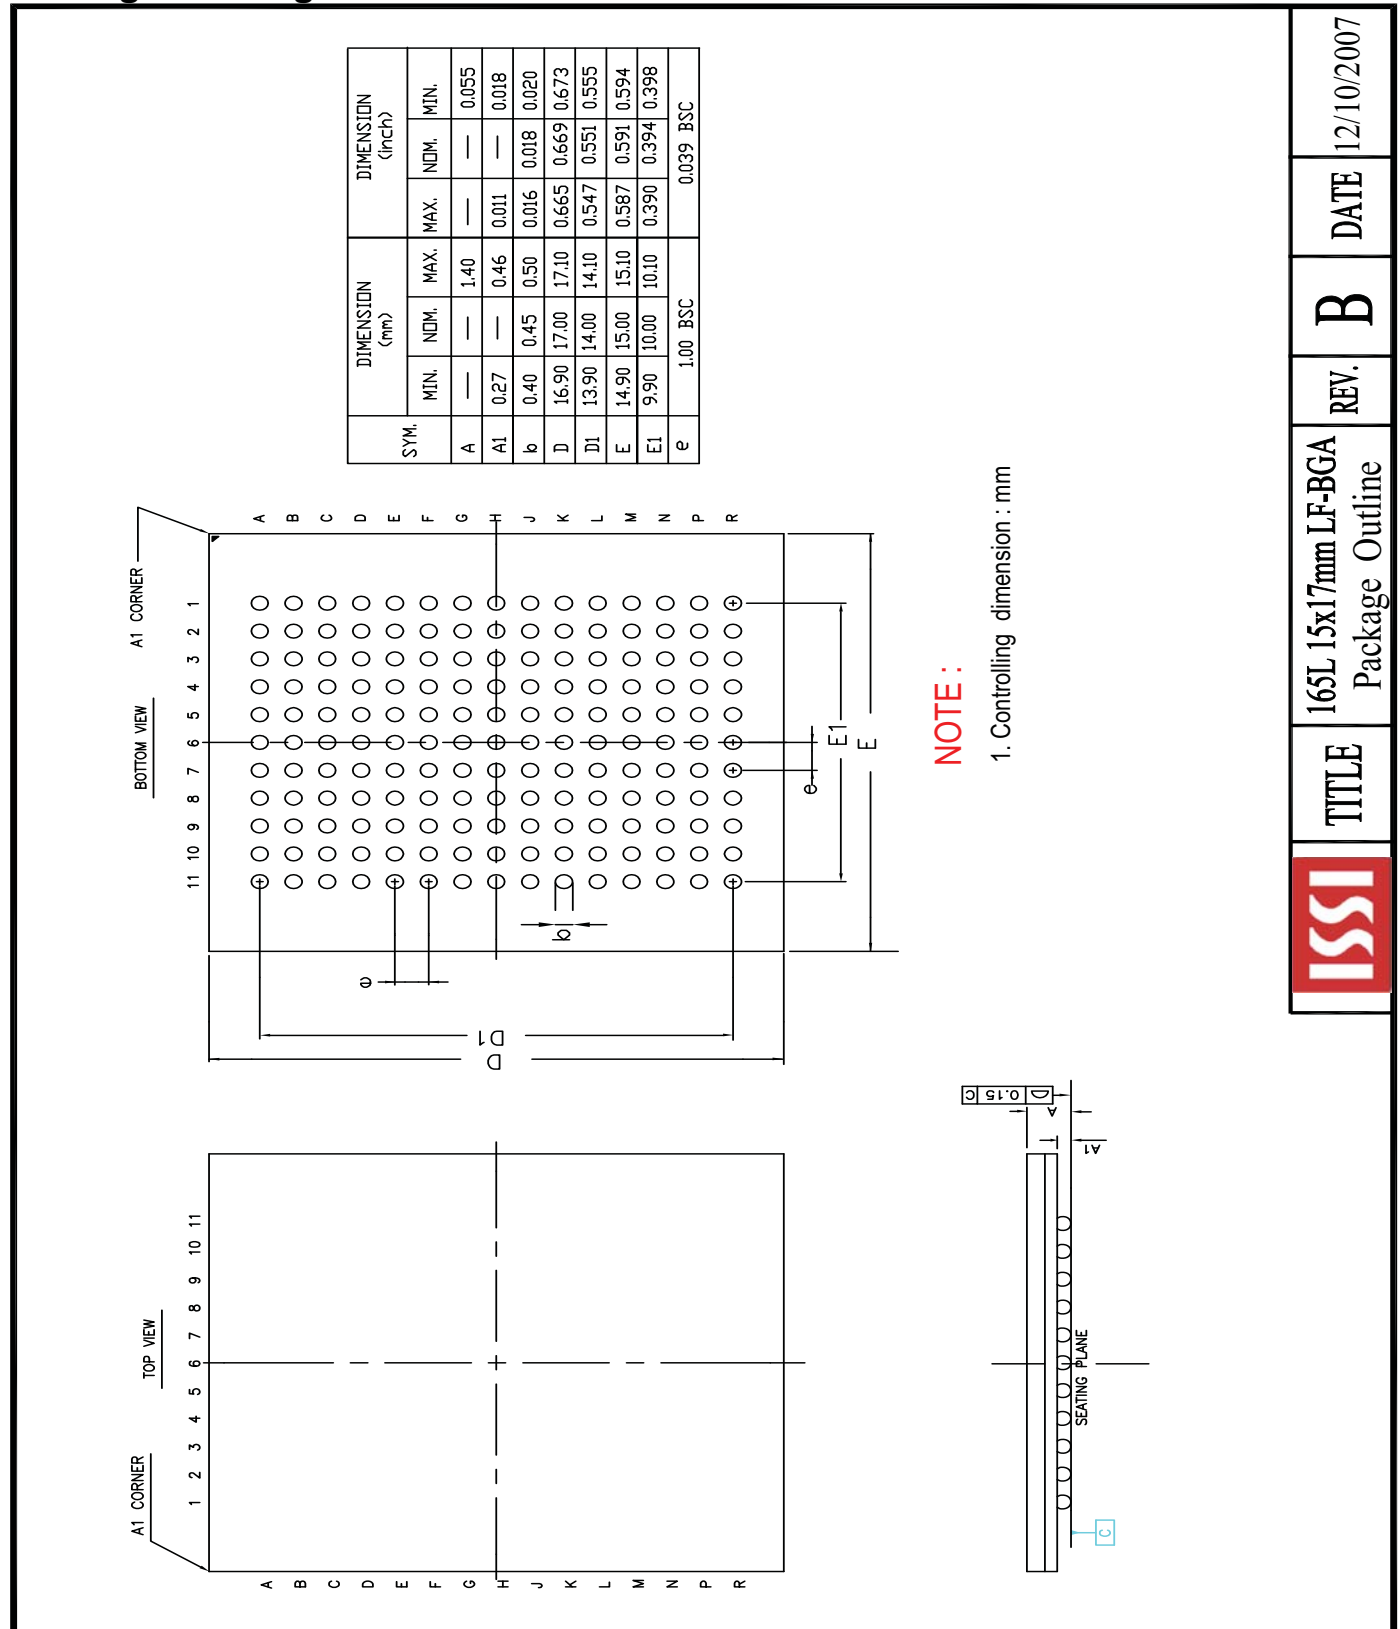 TOP VIEW
A1 CORNER
1 2 3 4 5 6 7 8 9 10 11
A
B
C
D
E
F
G
H
J
K
L
M
N
P
R
BOTTOM VIEW
A1 CORNER
11 10 9 8 7 6 5 4 3 2 1
A
B
C
D
E
F
G
H
J
K
L
M
N
P
R
e
D1
D
b
e
E1
E
SYM. DIMENSION (mm) DIMENSION (inch)
MIN. NOM. MAX. MAX. NOM. MIN.
A — — 1.40 — — 0.055
A1 0.27 — 0.46 0.011 — 0.018
b 0.40 0.45 0.50 0.016 0.018 0.020
D 16.90 17.00 17.10 0.665 0.669 0.673
D1 13.90 14.00 14.10 0.547 0.551 0.555
E 14.90 15.00 15.10 0.587 0.591 0.594
E1 9.90 10.00 10.10 0.390 0.394 0.398
e 1.00 BSC 0.039 BSC
NOTE :
1. Controlling dimension : mm
C 0.15 D
A
A1
SEATING PLANE
C
ISSI
TITLE
165L 15x17mm LF-BGA
Package Outline
REV.
B
DATE
12/10/2007